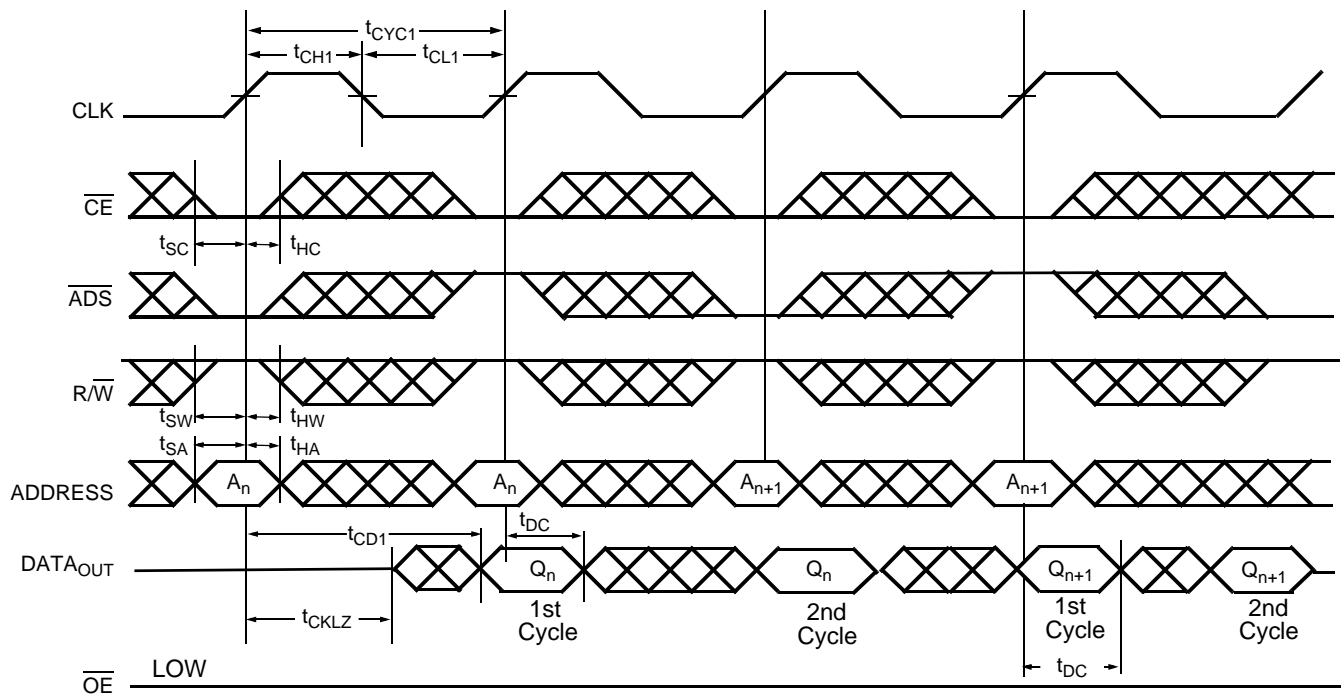 tCYC1
tCH1 tCL1
CLK
CE
tSC tHC
ADS
R/W
tSW tHW
tSA tHA
ADDRESS An An An+1 An+1
tCD1 tDC
DATAOUT Qn Qn Qn+1 Qn+1
tCKLZ 1st Cycle 2nd Cycle 1st Cycle 2nd Cycle
tDC
OE LOW